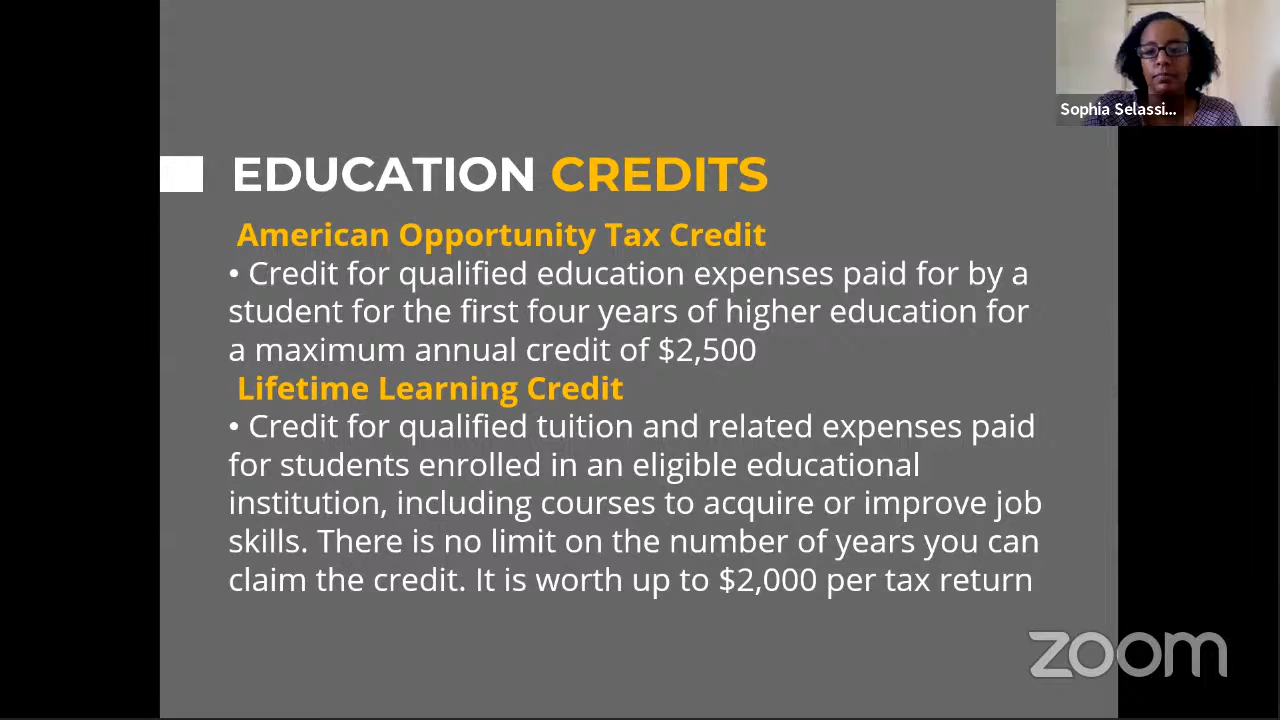 Sophia Selassi...
EDUCATION CREDITS
American Opportunity Tax Credit
• Credit for qualified education expenses paid for by a
student for the first four years of higher education for
a maximum annual credit of $2,500
Lifetime Learning Credit
• Credit for qualified tuition and related expenses paid
for students enrolled in an eligible educational
institution, including courses to acquire or improve job
skills. There is no limit on the number of years you can
claim the credit. It is worth up to $2,000 per tax return
zoom